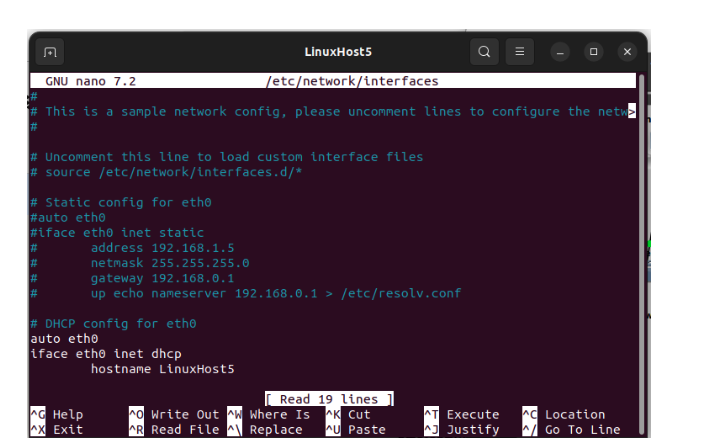 LinuxHost5
GNU nano 7.2 /etc/network/interfaces
#
# This is a sample network config, please uncomment lines to configure the netw>
#
# Uncomment this line to load custom interface files
# source /etc/network/interfaces.d/*
# Static config for eth0
#auto eth0
#iface eth0 inet static
# address 192.168.1.5
# netmask 255.255.255.0
# gateway 192.168.0.1
# up echo nameserver 192.168.0.1 > /etc/resolv.conf
# DHCP config for eth0
auto eth0
iface eth0 inet dhcp
hostname LinuxHost5
[ Read 19 lines ]
^G Help ^O Write Out ^W Where Is ^K Cut ^T Execute ^C Location
^X Exit ^R Read File ^\ Replace ^U Paste ^J Justify ^/ Go To Line